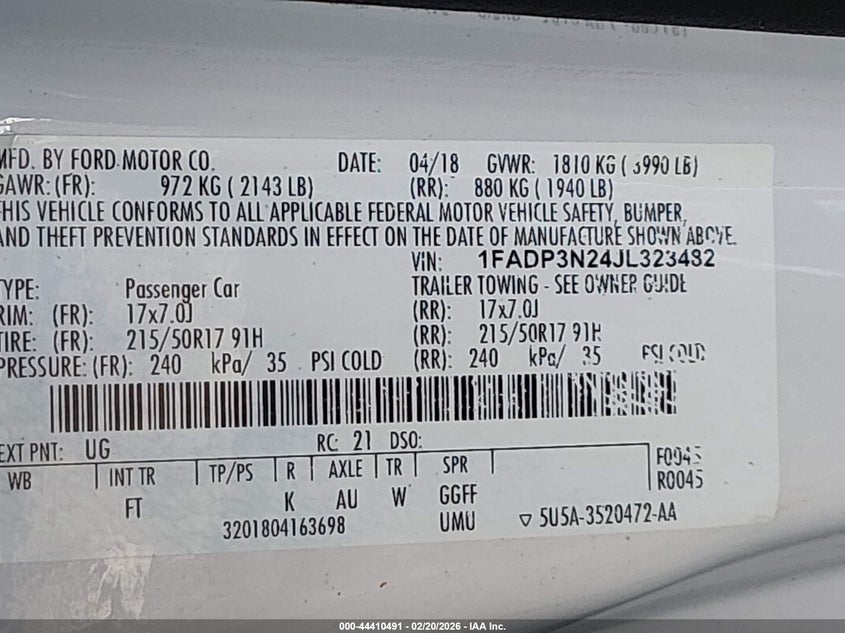 MFD. BY FORD MOTOR CO. DATE: 04/18 GVWR: 1810 KG ( 3990 LB)
GAWR: (FR): 972 KG ( 2143 LB) (RR): 880 KG ( 1940 LB)
THIS VEHICLE CONFORMS TO ALL APPLICABLE FEDERAL MOTOR VEHICLE SAFETY, BUMPER,
AND THEFT PREVENTION STANDARDS IN EFFECT ON THE DATE OF MANUFACTURE SHOWN ABOVE.
VIN: 1FADP3N24JL323482
TYPE: Passenger Car TRAILER TOWING - SEE OWNER GUIDE
RIM: (FR): 17x7.0J (RR): 17x7.0J
TIRE: (FR): 215/50R17 91H (RR): 215/50R17 91H
PRESSURE: (FR): 240 kPa/ 35 PSI COLD (RR): 240 kPa/ 35 PSI COLD
EXT PNT: UG RC: 21 DSO:
WB INT TR TP/PS R AXLE TR SPR F0045
FT K AU W GGFF R0045
3201804163698 UMU ▽ 5U5A-3520472-AA
000-44410491 - 02/20/2026 - IAA Inc.